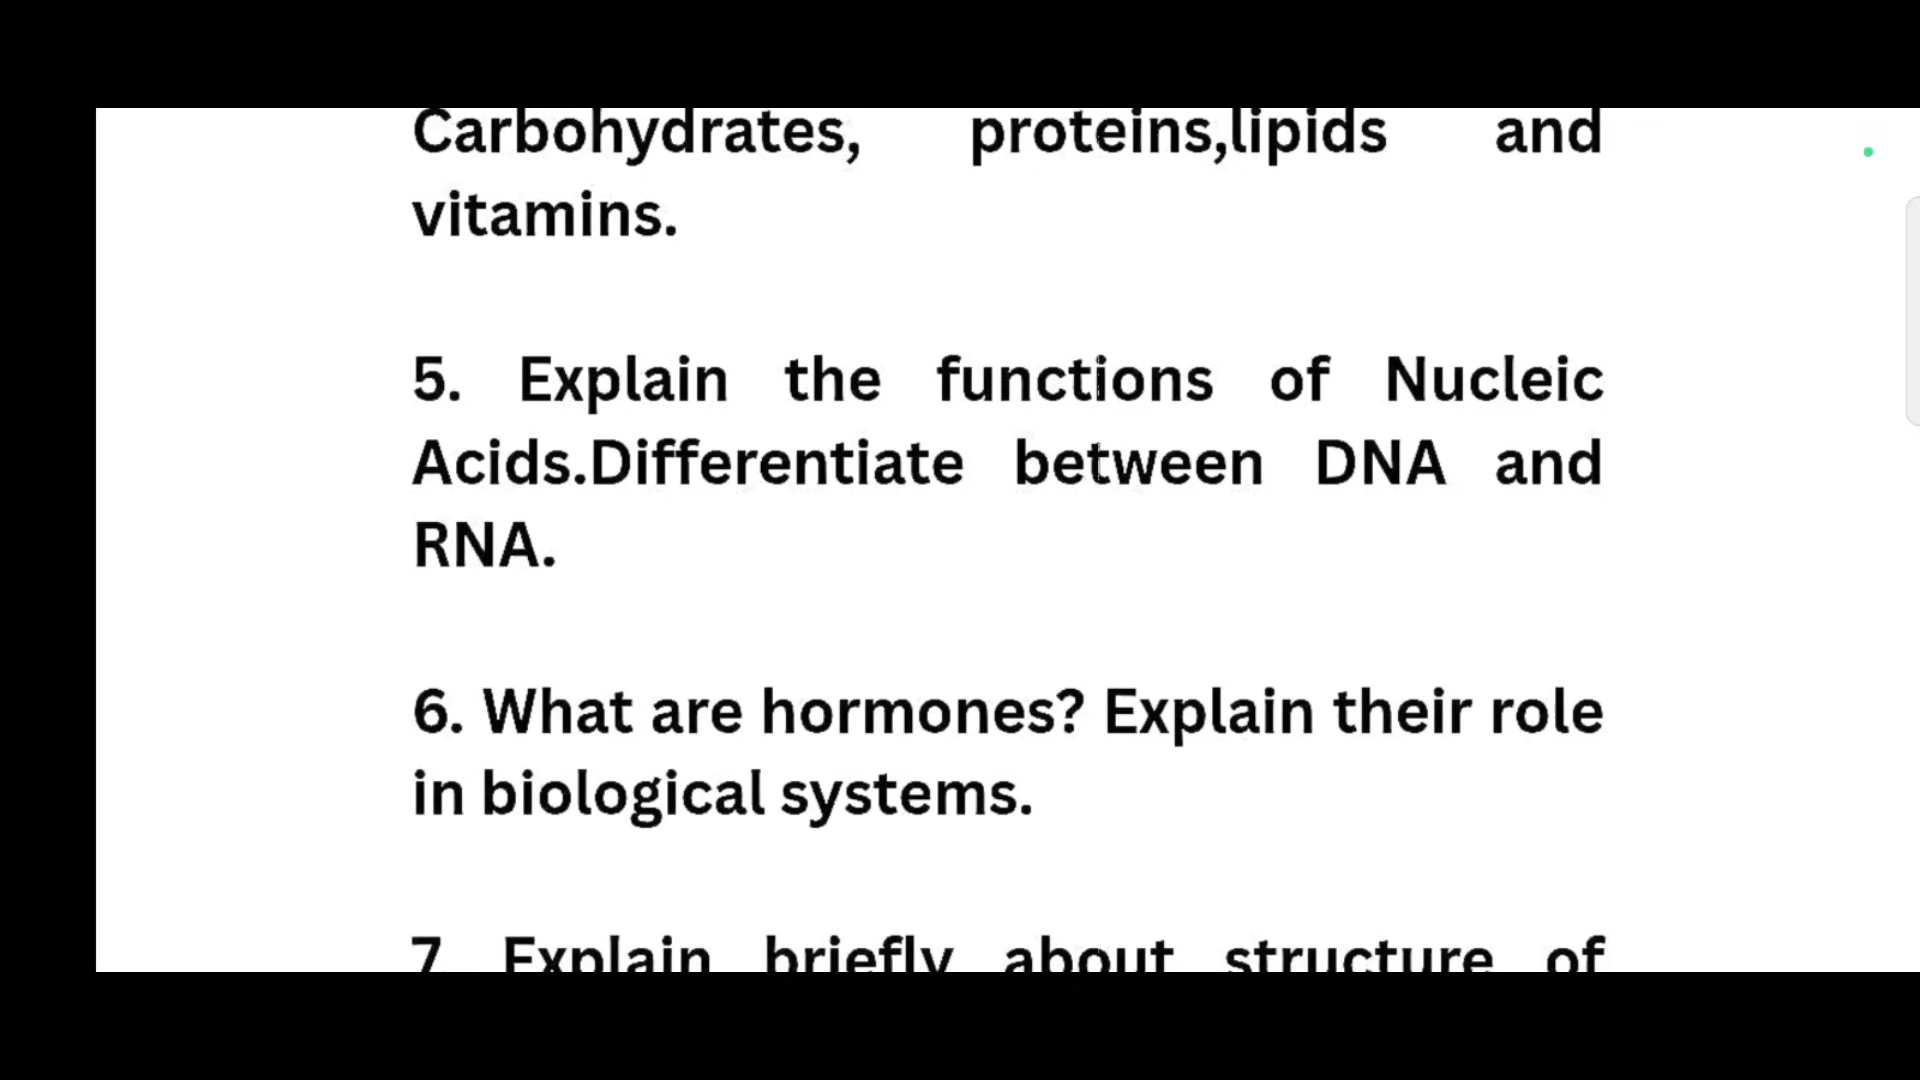 Carbohydrates, proteins,lipids and
vitamins.
5. Explain the functions of Nucleic
Acids.Differentiate between DNA and
RNA.
6. What are hormones? Explain their role
in biological systems.
7 Explain briefly about structure of